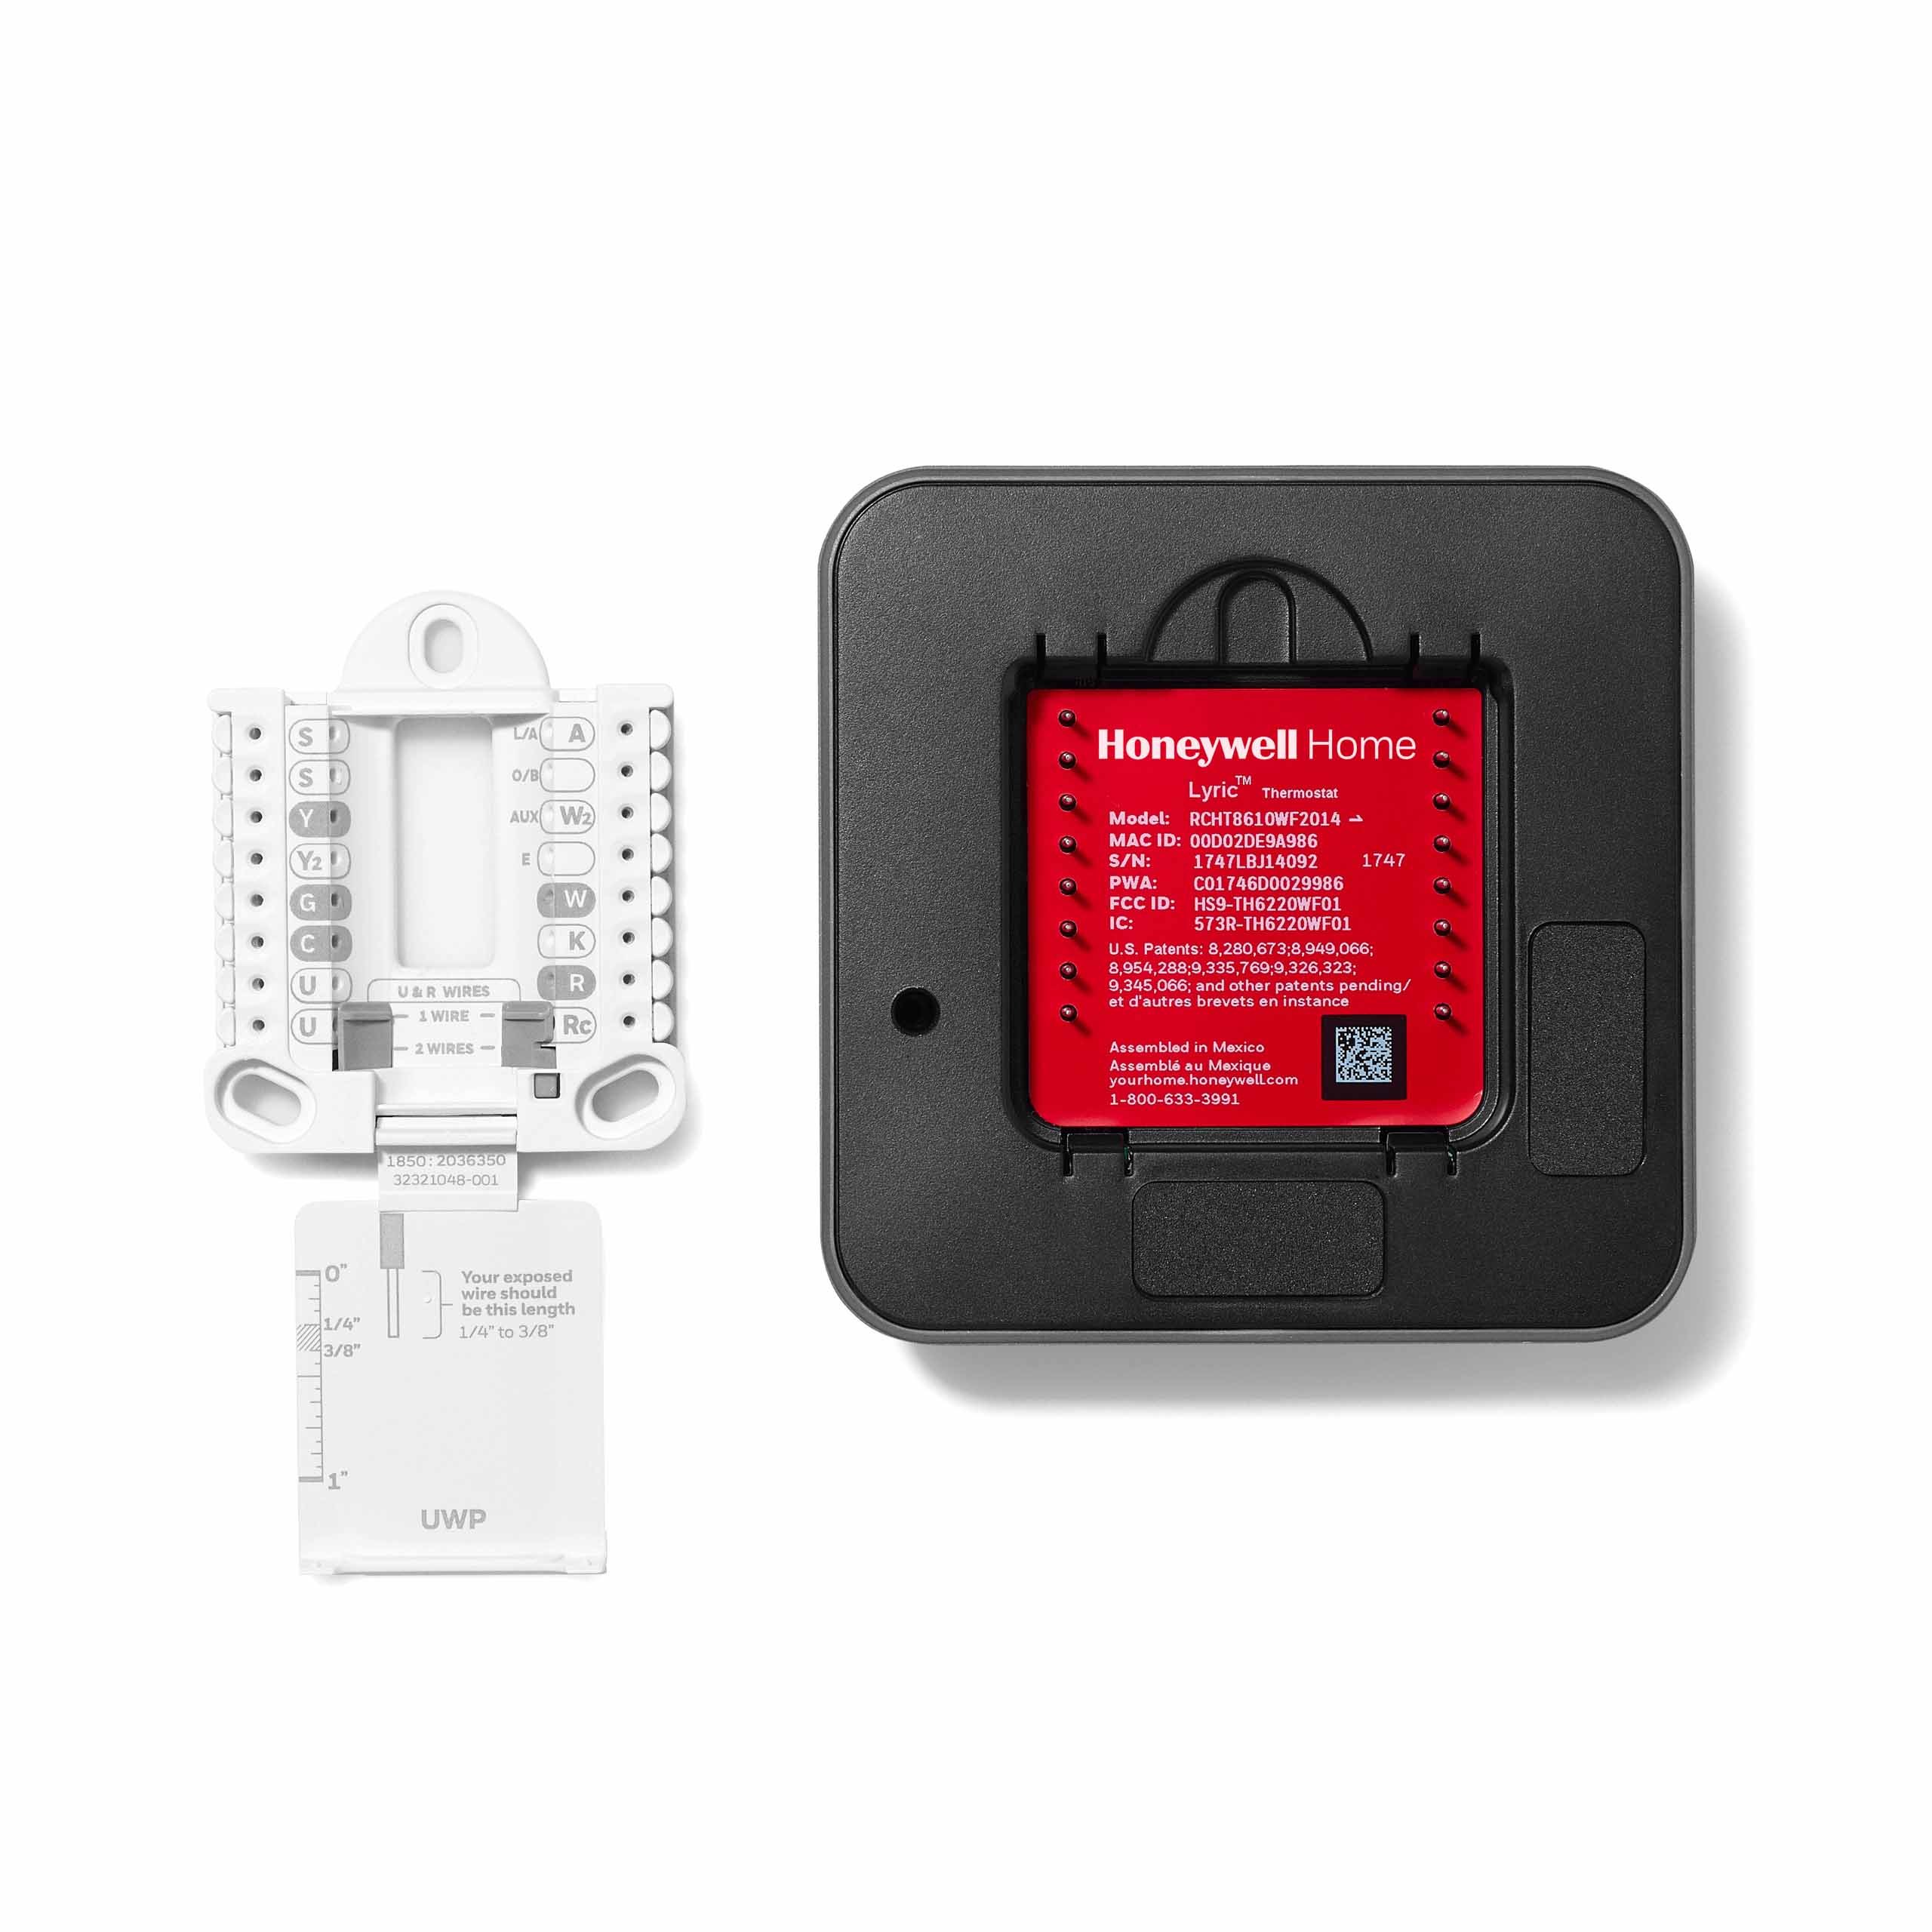 S L/A A
S O/B
Y AUX W2
Y2 E
G W
C K
U R
U & R WIRES
1 WIRE
U Rc
2 WIRES
1850:2036350
32321048-001
0"
1/4"
3/8"
1"
Your exposed
wire should
be this length
1/4" to 3/8"
UWP
Honeywell Home
Lyric™ Thermostat
Model: RCHT8610WF2014
MAC ID: 00D02DE9A986
S/N: 1747LBJ14092 1747
PWA: C01746D0029986
FCC ID: HS9-TH6220WF01
IC: 573R-TH6220WF01
U.S. Patents: 8,280,673;8,949,066;
8,954,288;9,335,769;9,326,323;
9,345,066; and other patents pending/
et d'autres brevets en instance
Assembled in Mexico
Assemblé au Mexique
yourhome.honeywell.com
1-800-633-3991